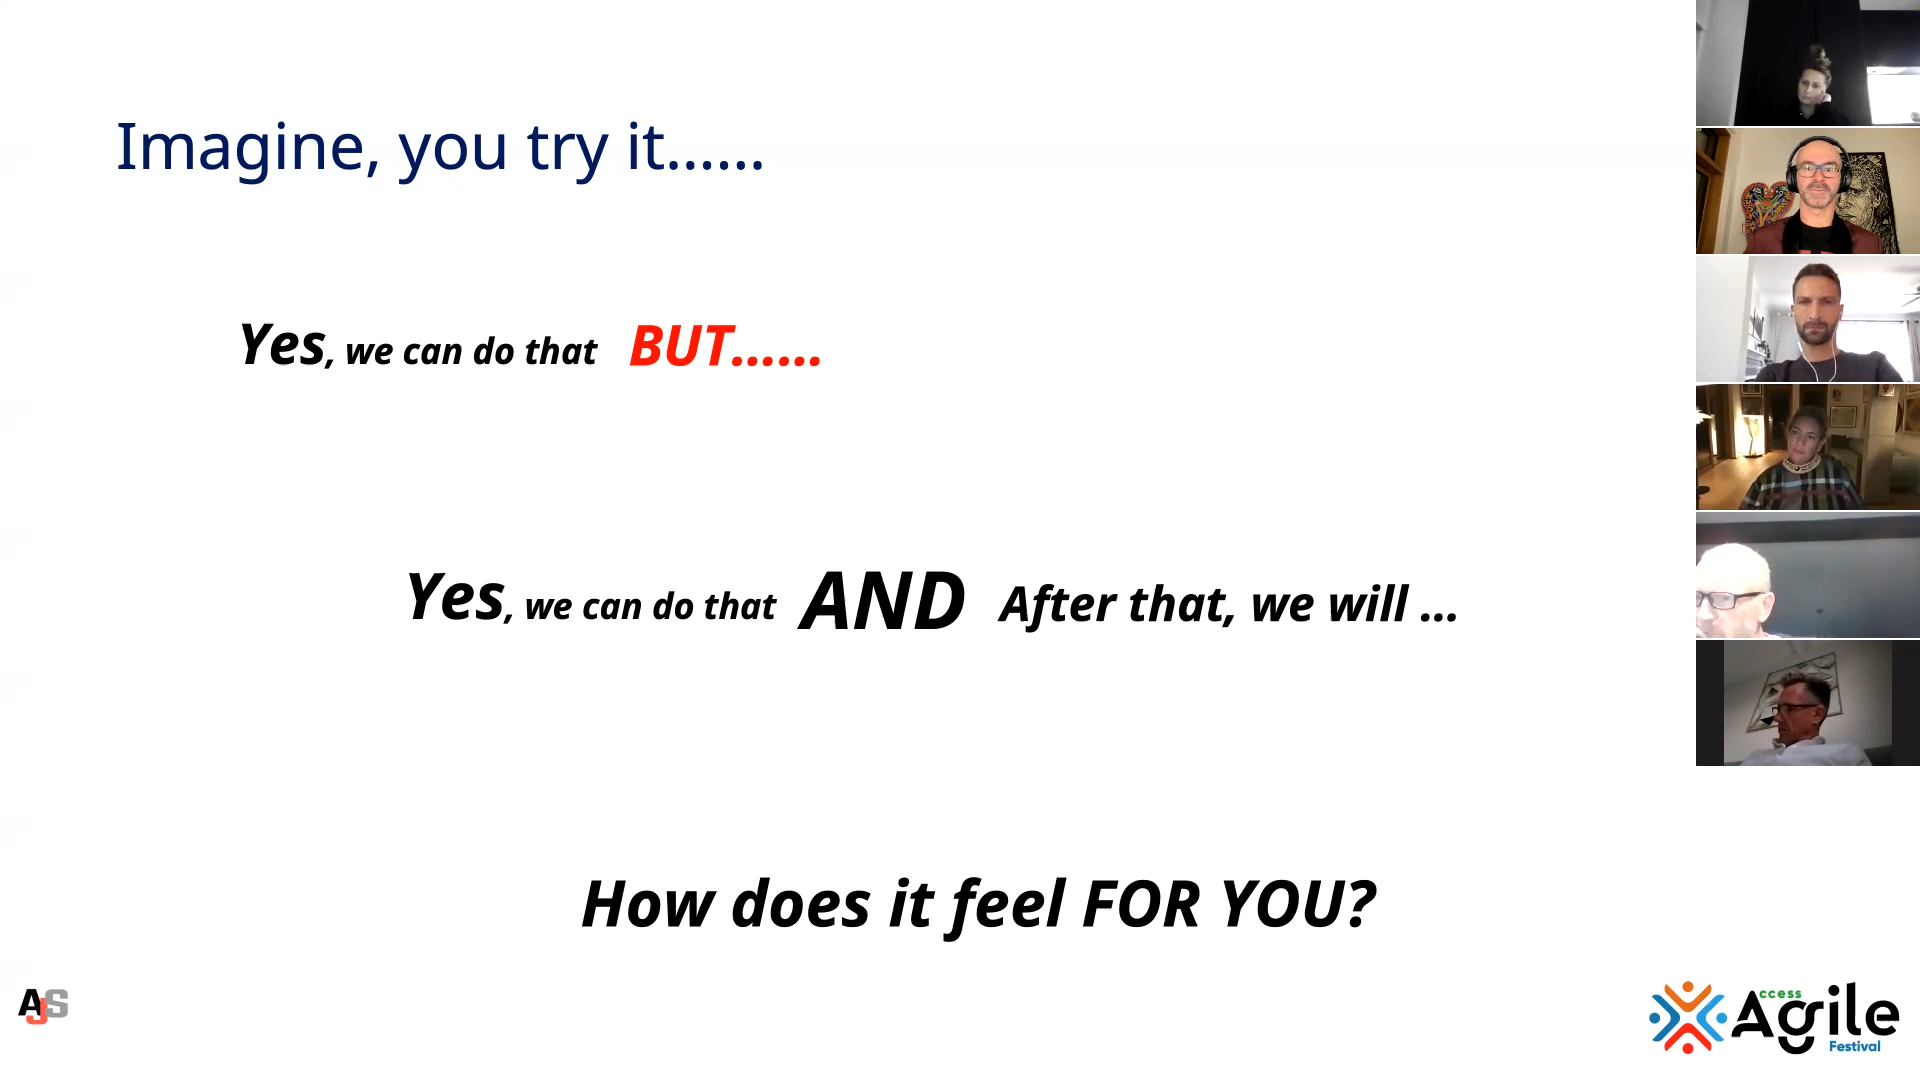 Imagine, you try it......
Yes, we can do that BUT......
Yes, we can do that AND After that, we will ...
How does it feel FOR YOU?
AJS
Agile
ccess
Festival